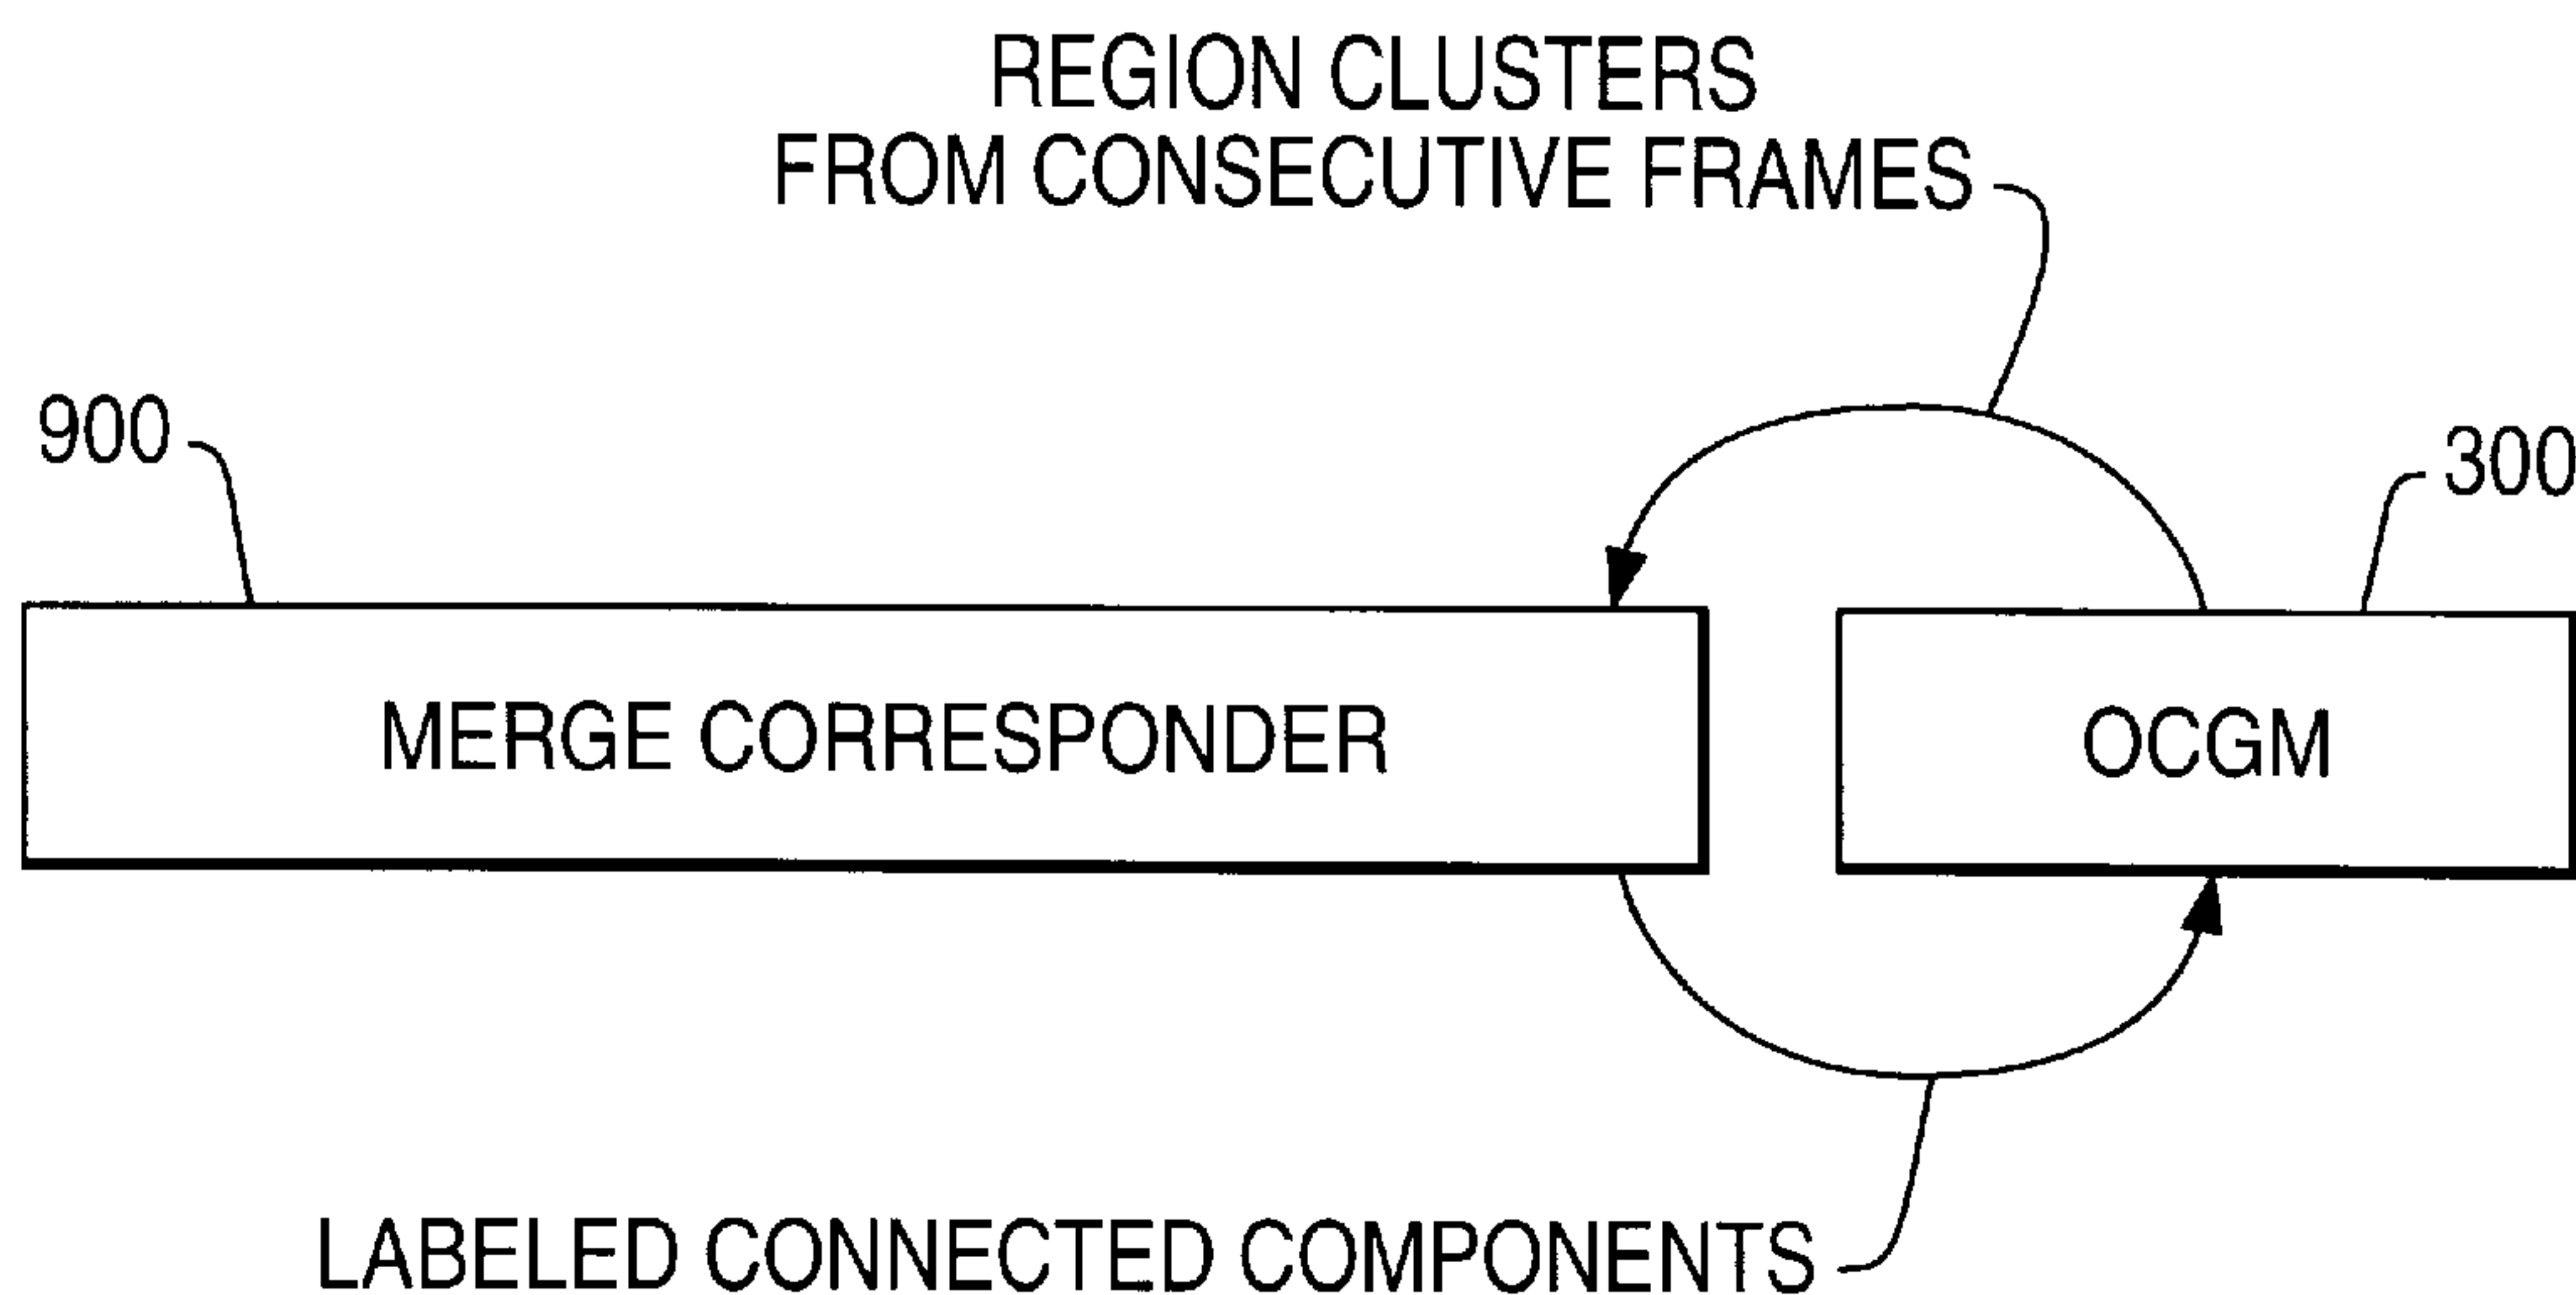 REGION CLUSTERS
FROM CONSECUTIVE FRAMES
900
300
MERGE CORRESPONDER
OCGM
LABELED CONNECTED COMPONENTS